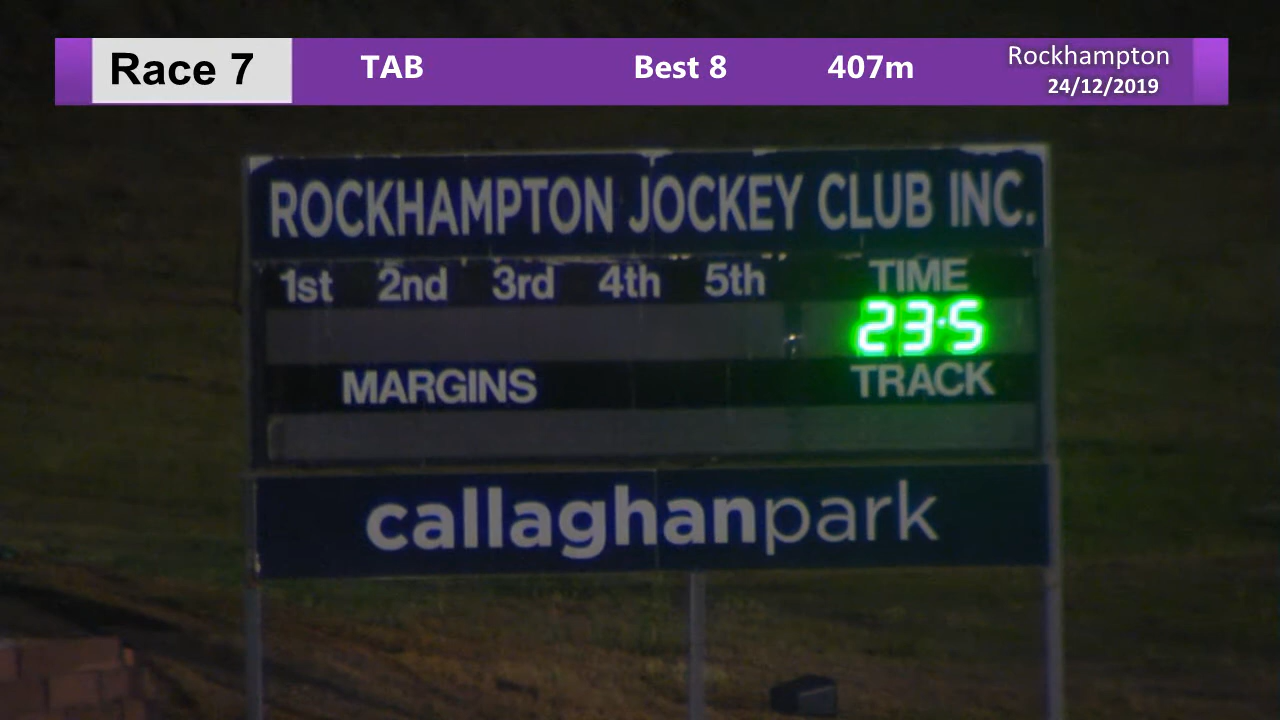 Race 7 TAB Best 8 407m Rockhampton
24/12/2019
ROCKHAMPTON JOCKEY CLUB INC.
1st 2nd 3rd 4th 5th TIME
23.5
MARGINS TRACK
callaghanpark